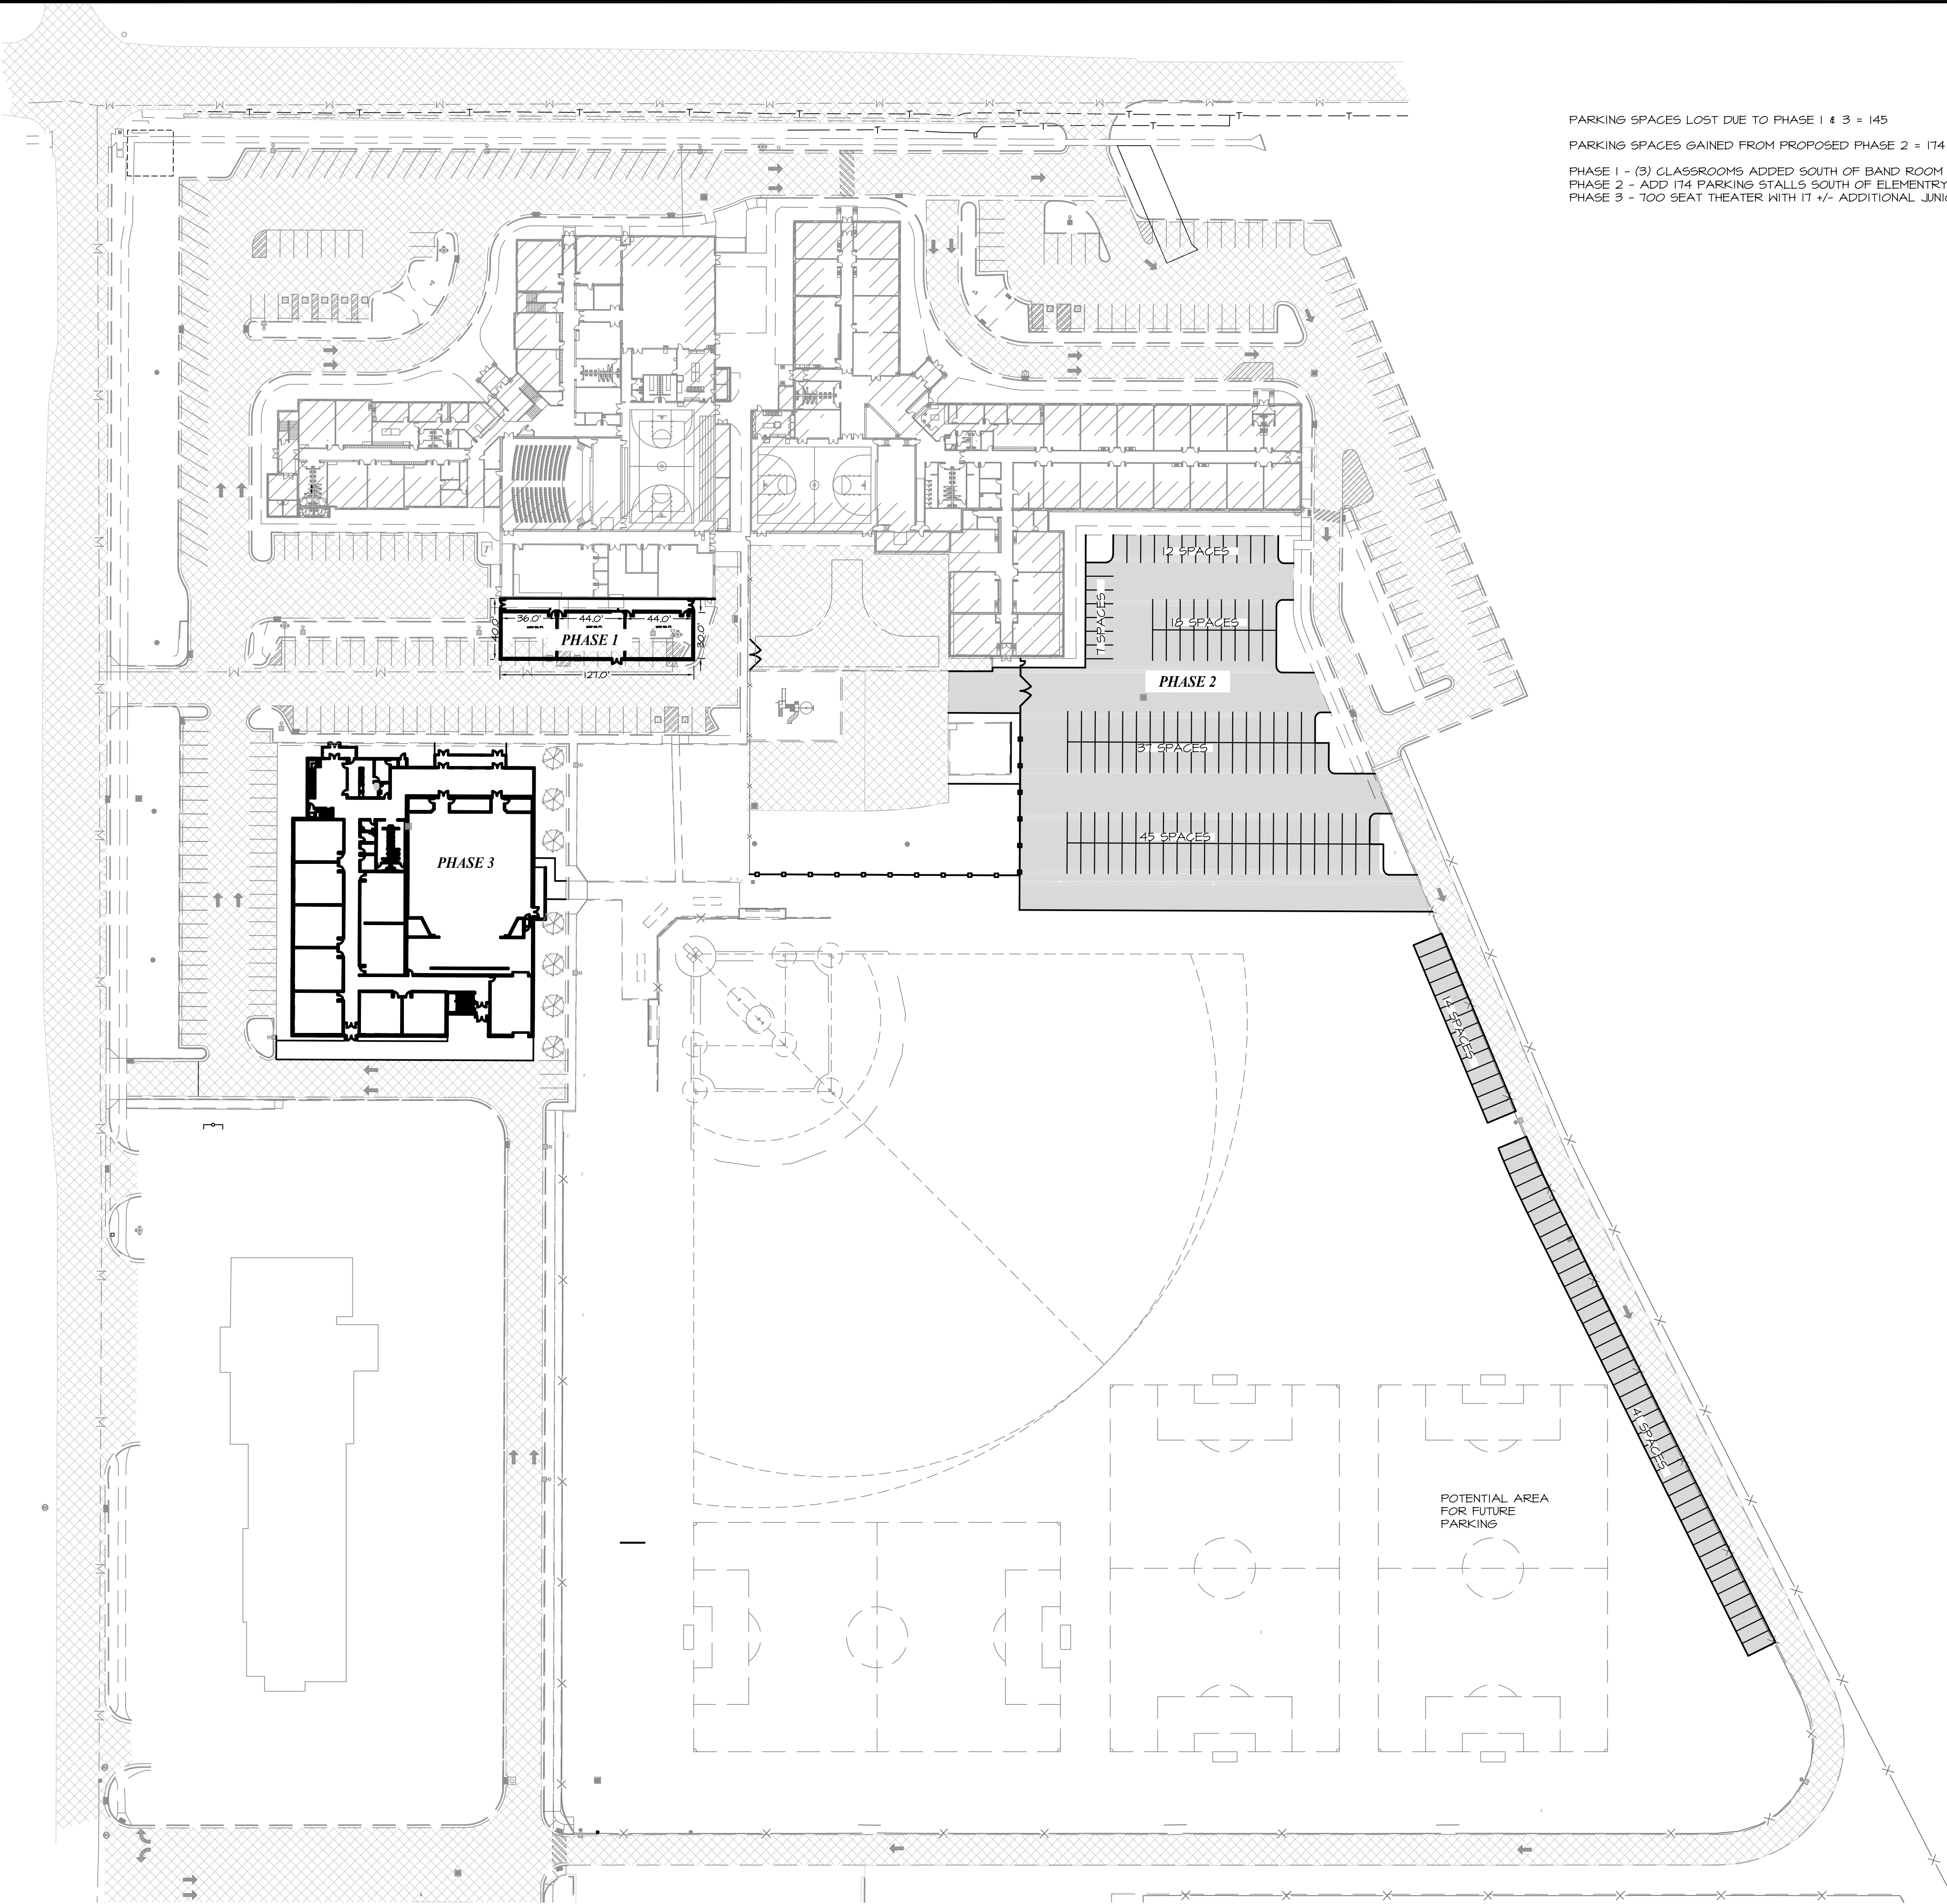 PARKING SPACES LOST DUE TO PHASE 1 & 3 = 145
PARKING SPACES GAINED FROM PROPOSED PHASE 2 = 174
PHASE 1 - (3) CLASSROOMS ADDED SOUTH OF BAND ROOM
PHASE 2 - ADD 174 PARKING STALLS SOUTH OF ELEMENTRY
PHASE 3 - 700 SEAT THEATER WITH 17 +/- ADDITIONAL
12 SPACES
7 SPACES
18 SPACES
36.0'
44.0'
44.0'
40.0'
30.0'
PHASE 1
127.0'
PHASE 2
37 SPACES
45 SPACES
PHASE 3
14 SPACES
41 SPACES
POTENTIAL AREA
FOR FUTURE
PARKING